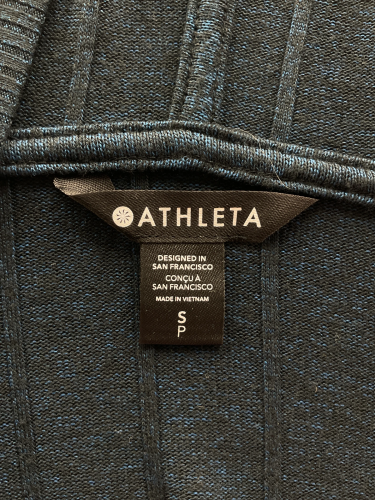 ATHLETA
DESIGNED IN
SAN FRANCISCO
CONÇU À
SAN FRANCISCO
MADE IN VIETNAM
S
P